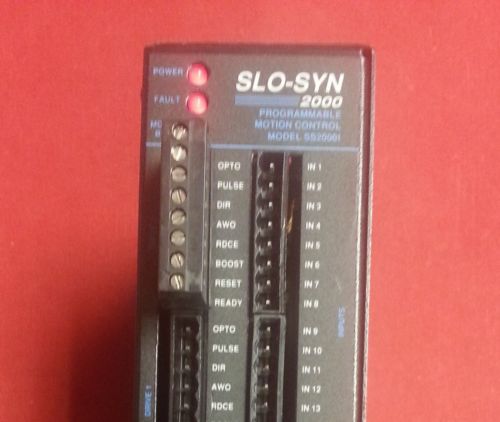 POWER
FAULT
SLO-SYN
2000
PROGRAMMABLE
MOTION CONTROL
MODEL SS2000I
OPTO IN 1
PULSE IN 2
DIR IN 3
AWO IN 4
RDCE IN 5
BOOST IN 6
RESET IN 7
READY IN 8
INPUTS
OPTO IN 9
PULSE IN 10
DIR IN 11
AWO IN 12
RDCE IN 13
DRIVE 1